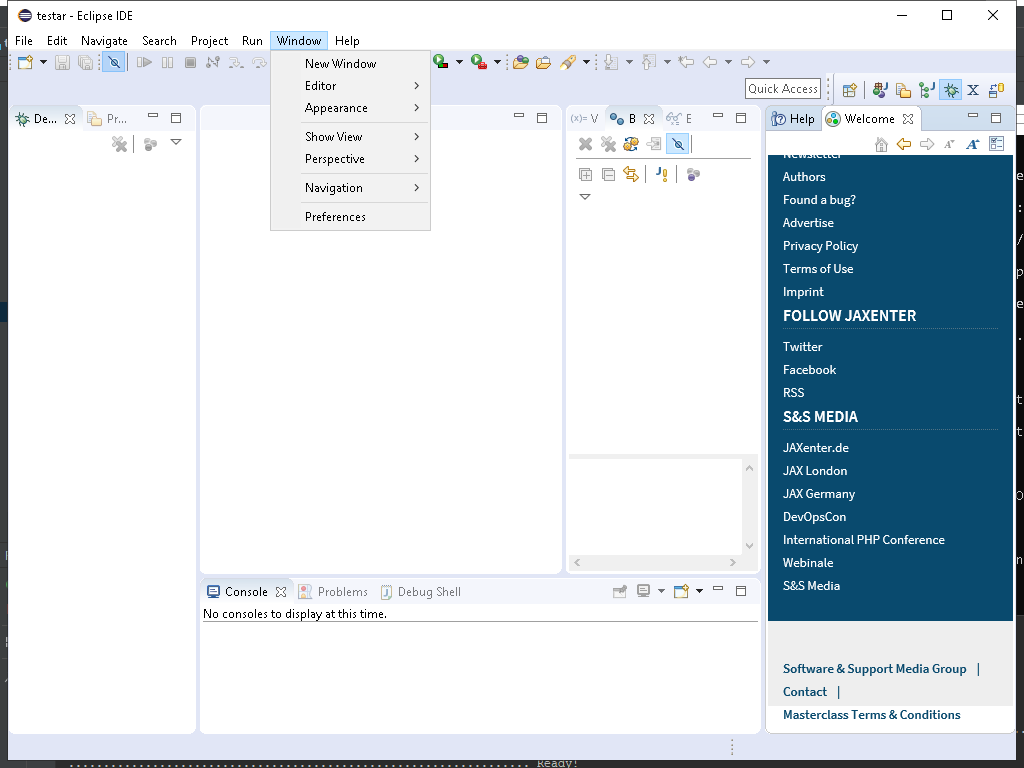 testar - Eclipse IDE
File Edit Navigate Search Project Run Window Help
New Window
Editor
Appearance
Show View
Perspective
Navigation
Preferences
Quick Access
De...
Pr...
(x)= V
B
E
Help
Welcome
Newsletter
Authors
Found a bug?
Advertise
Privacy Policy
Terms of Use
Imprint
FOLLOW JAXENTER
Twitter
Facebook
RSS
S&S MEDIA
JAXenter.de
JAX London
JAX Germany
DevOpsCon
International PHP Conference
Webinale
S&S Media
Software & Support Media Group |
Contact |
Masterclass Terms & Conditions
Console
Problems
Debug Shell
No consoles to display at this time.
Ready!